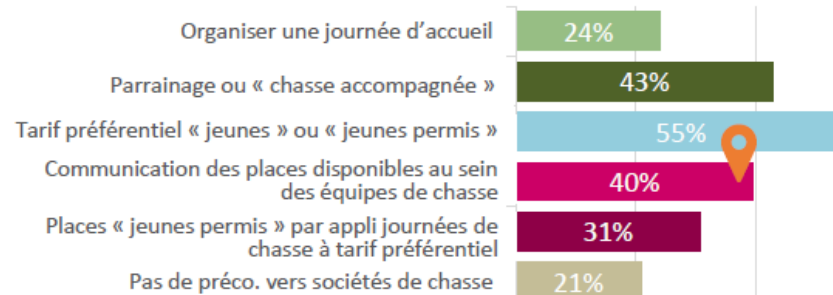 Organiser une journée d'accueil 24%
Parrainage ou « chasse accompagnée » 43%
Tarif préférentiel « jeunes » ou « jeunes permis » 55%
Communication des places disponibles au sein
des équipes de chasse 40%
Places « jeunes permis » par appli journées de
chasse à tarif préférentiel 31%
Pas de préco. vers sociétés de chasse 21%